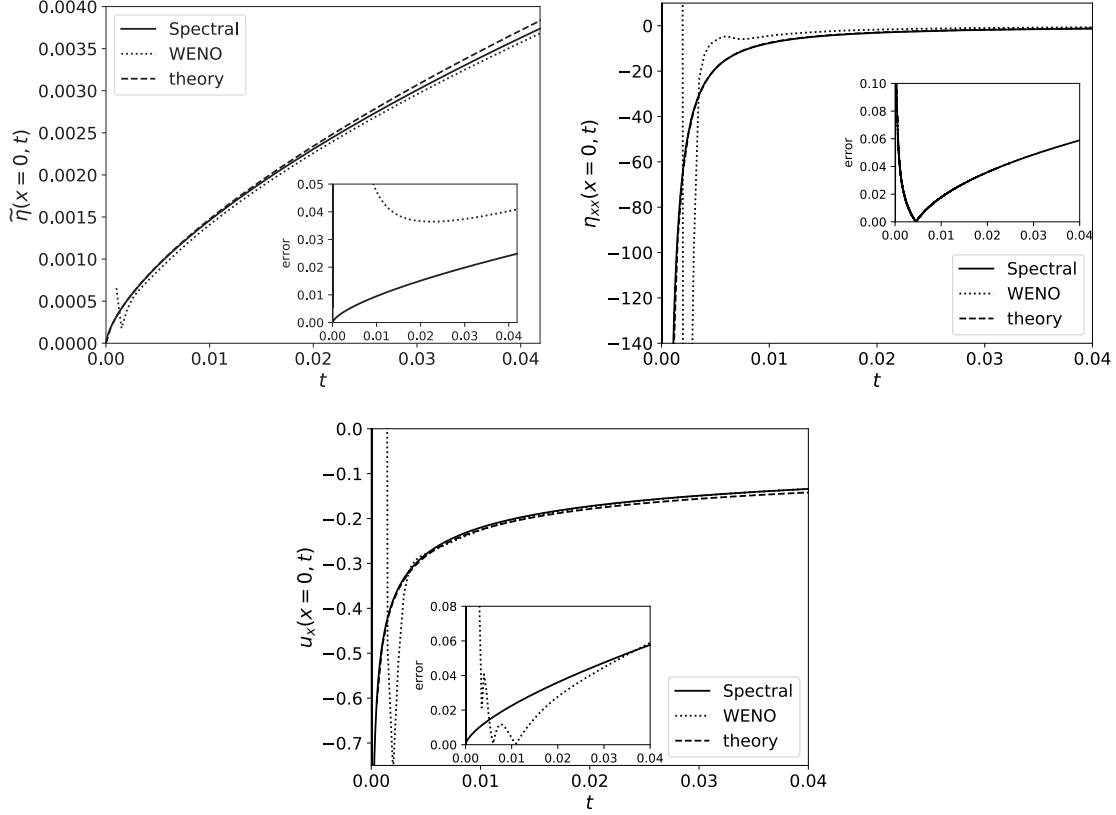 0.0040
0.0035
0.0030
0.0025
0.0020
0.0015
0.0010
0.0005
0.0000
η̃(x = 0, t)
Spectral
WENO
theory
0.05
0.04
0.03
0.02
0.01
0.00
error
0.00 0.01 0.02 0.03 0.04
0.00 0.01 0.02 0.03 0.04
t
0
−20
−40
−60
−80
−100
−120
−140
ηxx(x = 0, t)
0.10
0.08
0.06
0.04
0.02
0.00
error
0.00 0.01 0.02 0.03 0.04
Spectral
WENO
theory
0.00 0.01 0.02 0.03 0.04
t
0.0
−0.1
−0.2
−0.3
−0.4
−0.5
−0.6
−0.7
ux(x = 0, t)
0.08
0.06
0.04
0.02
0.00
error
0.00 0.01 0.02 0.03 0.04
Spectral
WENO
theory
0.00 0.01 0.02 0.03 0.04
t